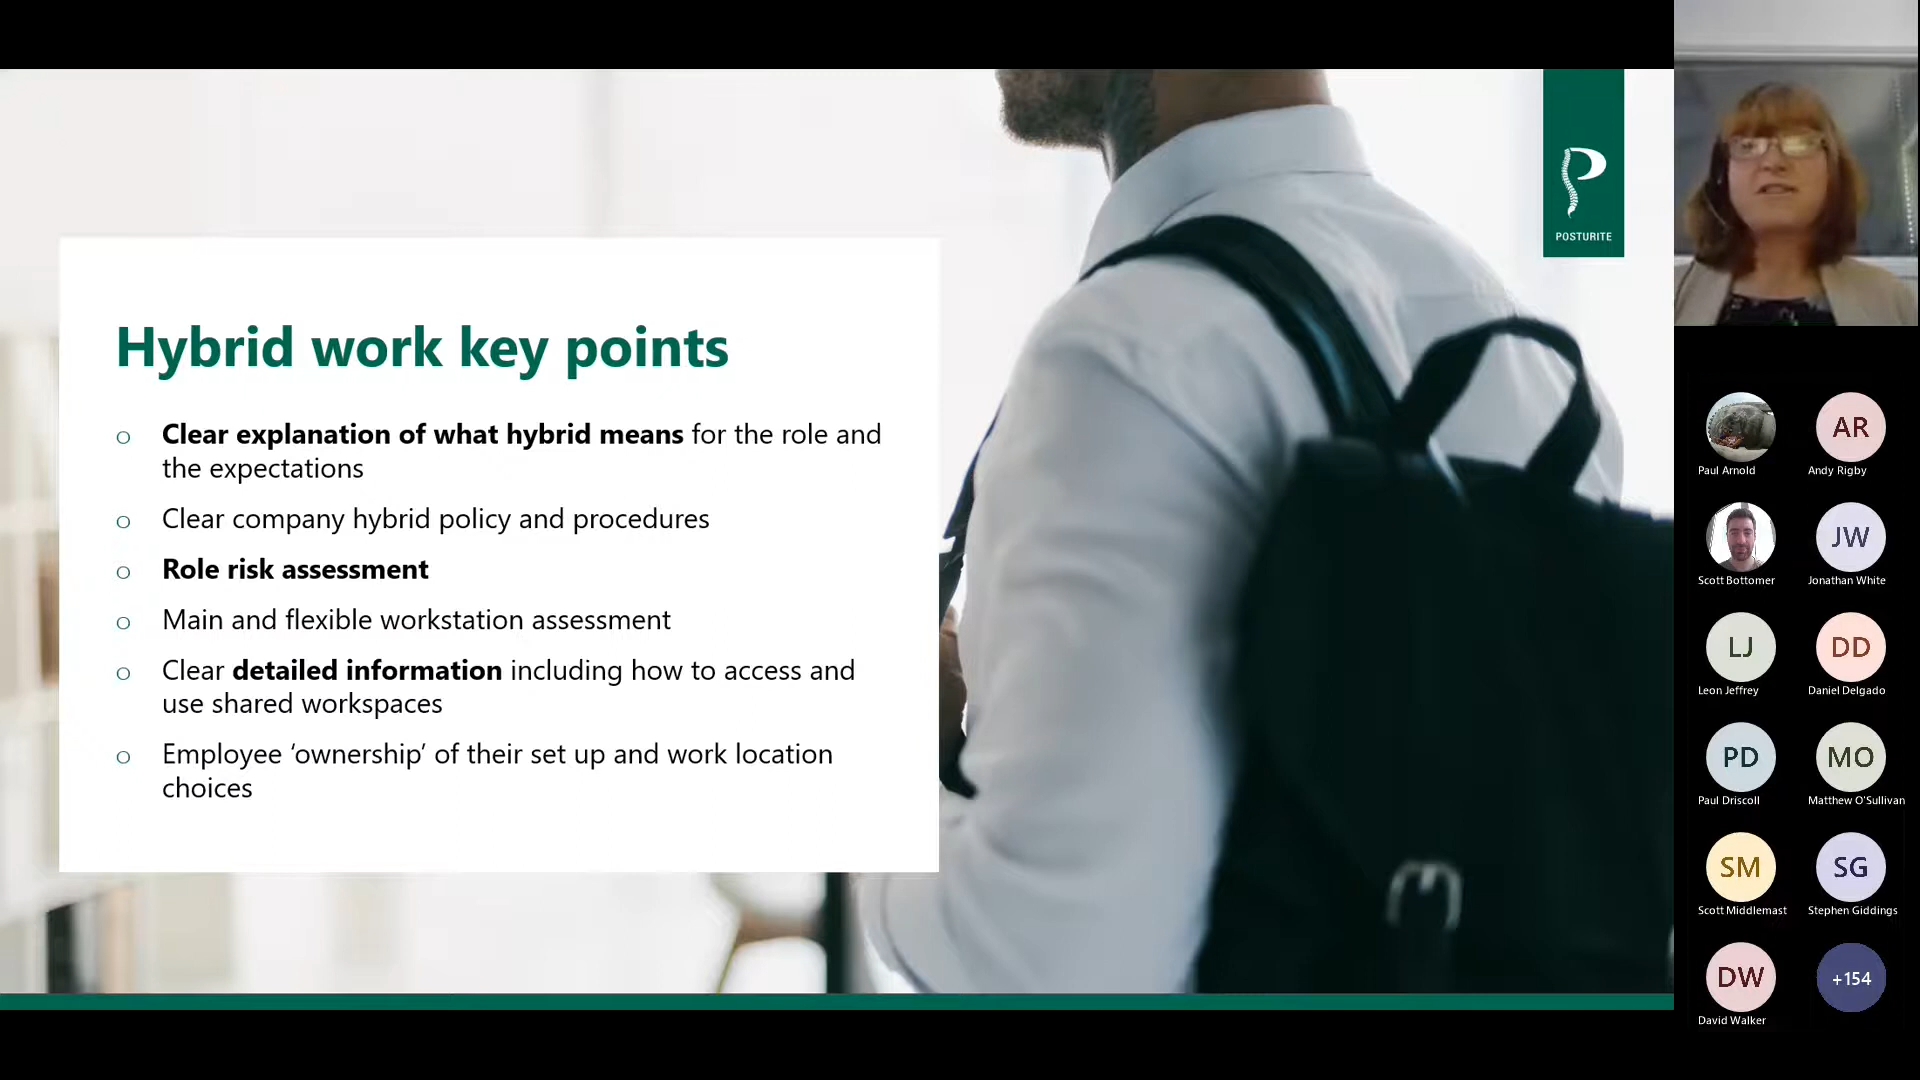 POSTURITE
Hybrid work key points
o Clear explanation of what hybrid means for the role and
the expectations
o Clear company hybrid policy and procedures
o Role risk assessment
o Main and flexible workstation assessment
o Clear detailed information including how to access and
use shared workspaces
o Employee ‘ownership’ of their set up and work location
choices
Paul Arnold
AR
Andy Rigby
Scott Bottomer
JW
Jonathan White
LJ
Leon Jeffrey
DD
Daniel Delgado
PD
Paul Driscoll
MO
Matthew O'Sullivan
SM
Scott Middlemast
SG
Stephen Giddings
DW
David Walker
+154